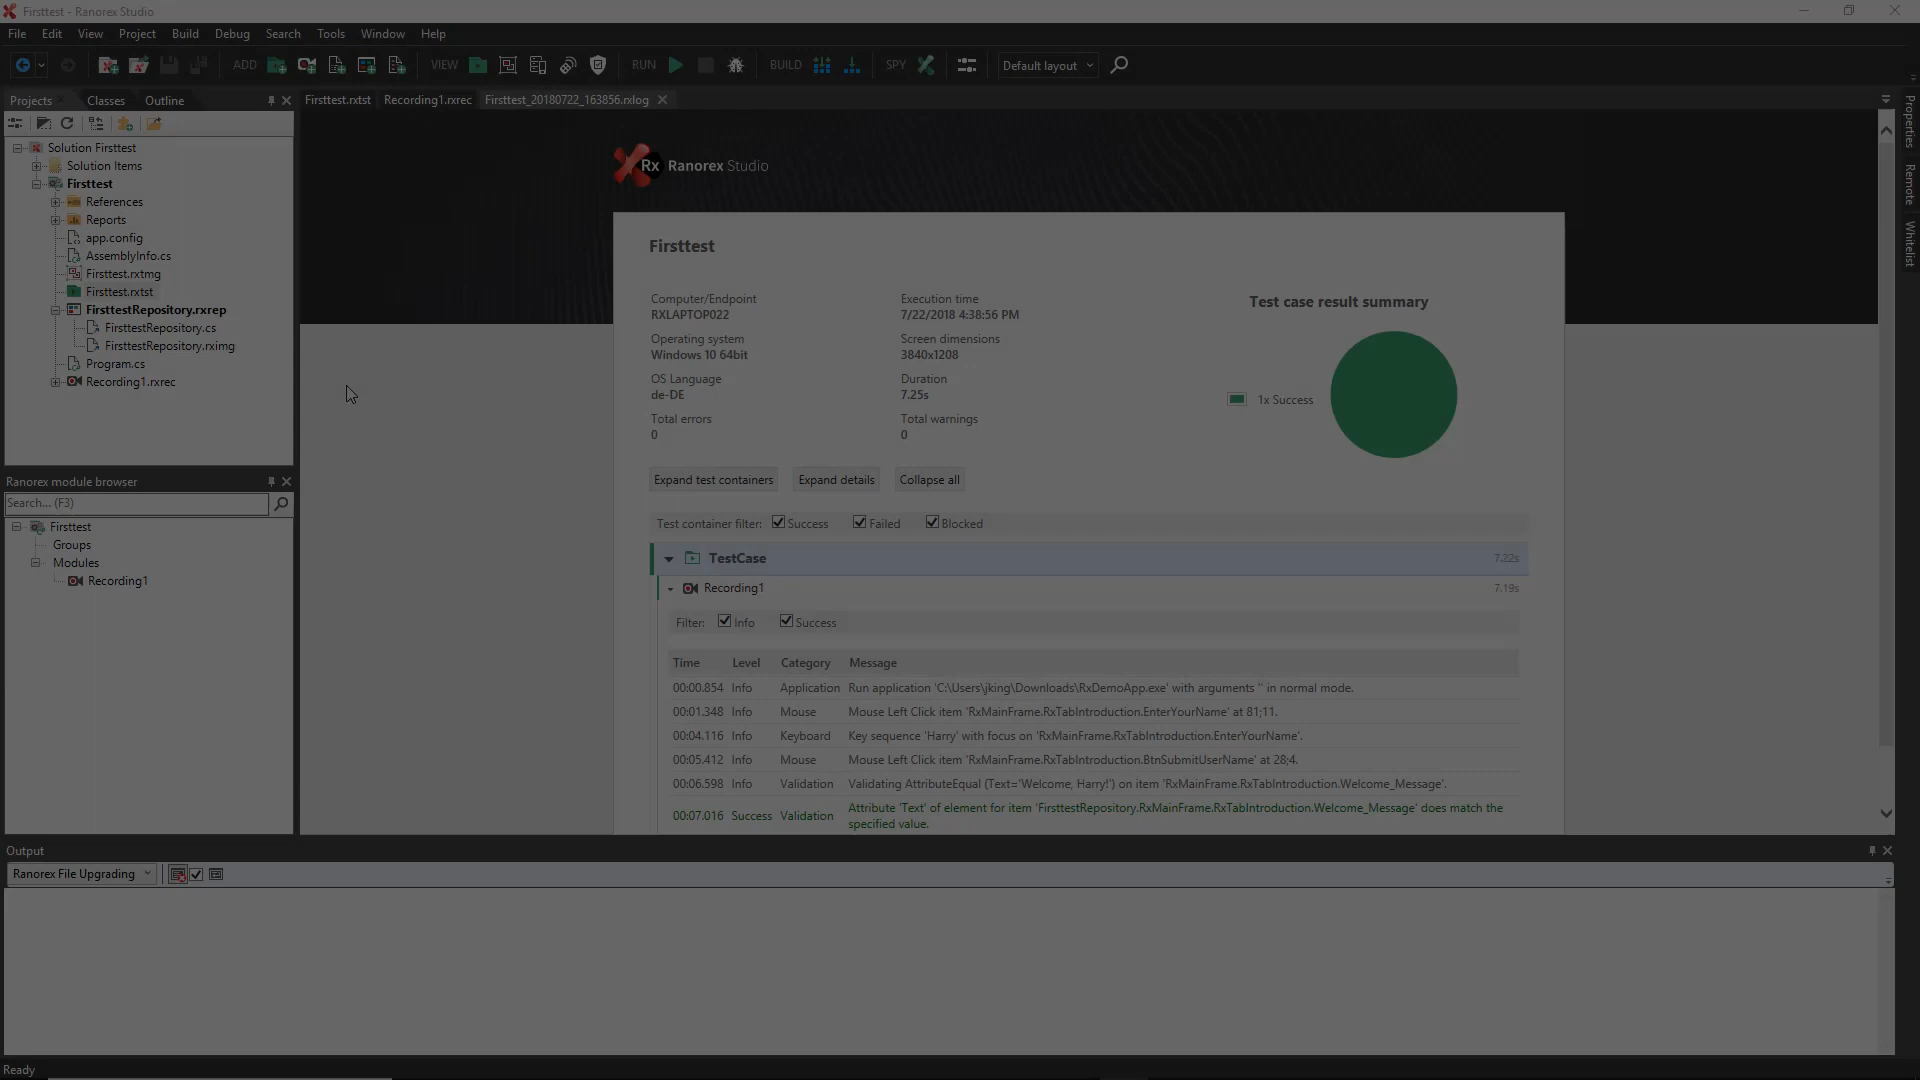 Firsttest - Ranorex Studio
File Edit View Project Build Debug Search Tools Window Help
ADD VIEW RUN BUILD SPY Default layout
Projects Classes Outline
Firsttest.rxtst Recording1.rxrec Firsttest_20180722_163856.rxlog
Solution Firsttest
Solution Items
Firsttest
References
Reports
app.config
AssemblyInfo.cs
Firsttest.rxtmg
Firsttest.rxtst
FirsttestRepository.rxrep
FirsttestRepository.cs
FirsttestRepository.rximg
Program.cs
Recording1.rxrec
Ranorex module browser
Search... (F3)
Firsttest
Groups
Modules
Recording1
Rx Ranorex Studio
Firsttest
Computer/Endpoint
RXLAPTOP022
Operating system
Windows 10 64bit
OS Language
de-DE
Total errors
0
Execution time
7/22/2018 4:38:56 PM
Screen dimensions
3840x1208
Duration
7.25s
Total warnings
0
Test case result summary
1x Success
Expand test containers Expand details Collapse all
Test container filter: Success Failed Blocked
TestCase 7.22s
Recording1 7.19s
Filter: Info Success
Time Level Category Message
00:00.854 Info Application Run application 'C:\Users\jking\Downloads\RxDemoApp.exe' with arguments '' in normal mode.
00:01.348 Info Mouse Mouse Left Click item 'RxMainFrame.RxTabIntroduction.EnterYourName' at 81;11.
00:04.116 Info Keyboard Key sequence 'Harry' with focus on 'RxMainFrame.RxTabIntroduction.EnterYourName'.
00:05.412 Info Mouse Mouse Left Click item 'RxMainFrame.RxTabIntroduction.BtnSubmitUserName' at 28;4.
00:06.598 Info Validation Validating AttributeEqual (Text='Welcome, Harry!') on item 'RxMainFrame.RxTabIntroduction.Welcome_Message'.
00:07.016 Success Validation Attribute 'Text' of element for item 'FirsttestRepository.RxMainFrame.RxTabIntroduction.Welcome_Message' does match the
specified value.
Properties
Remote
Whitelist
Output
Ranorex File Upgrading
Ready